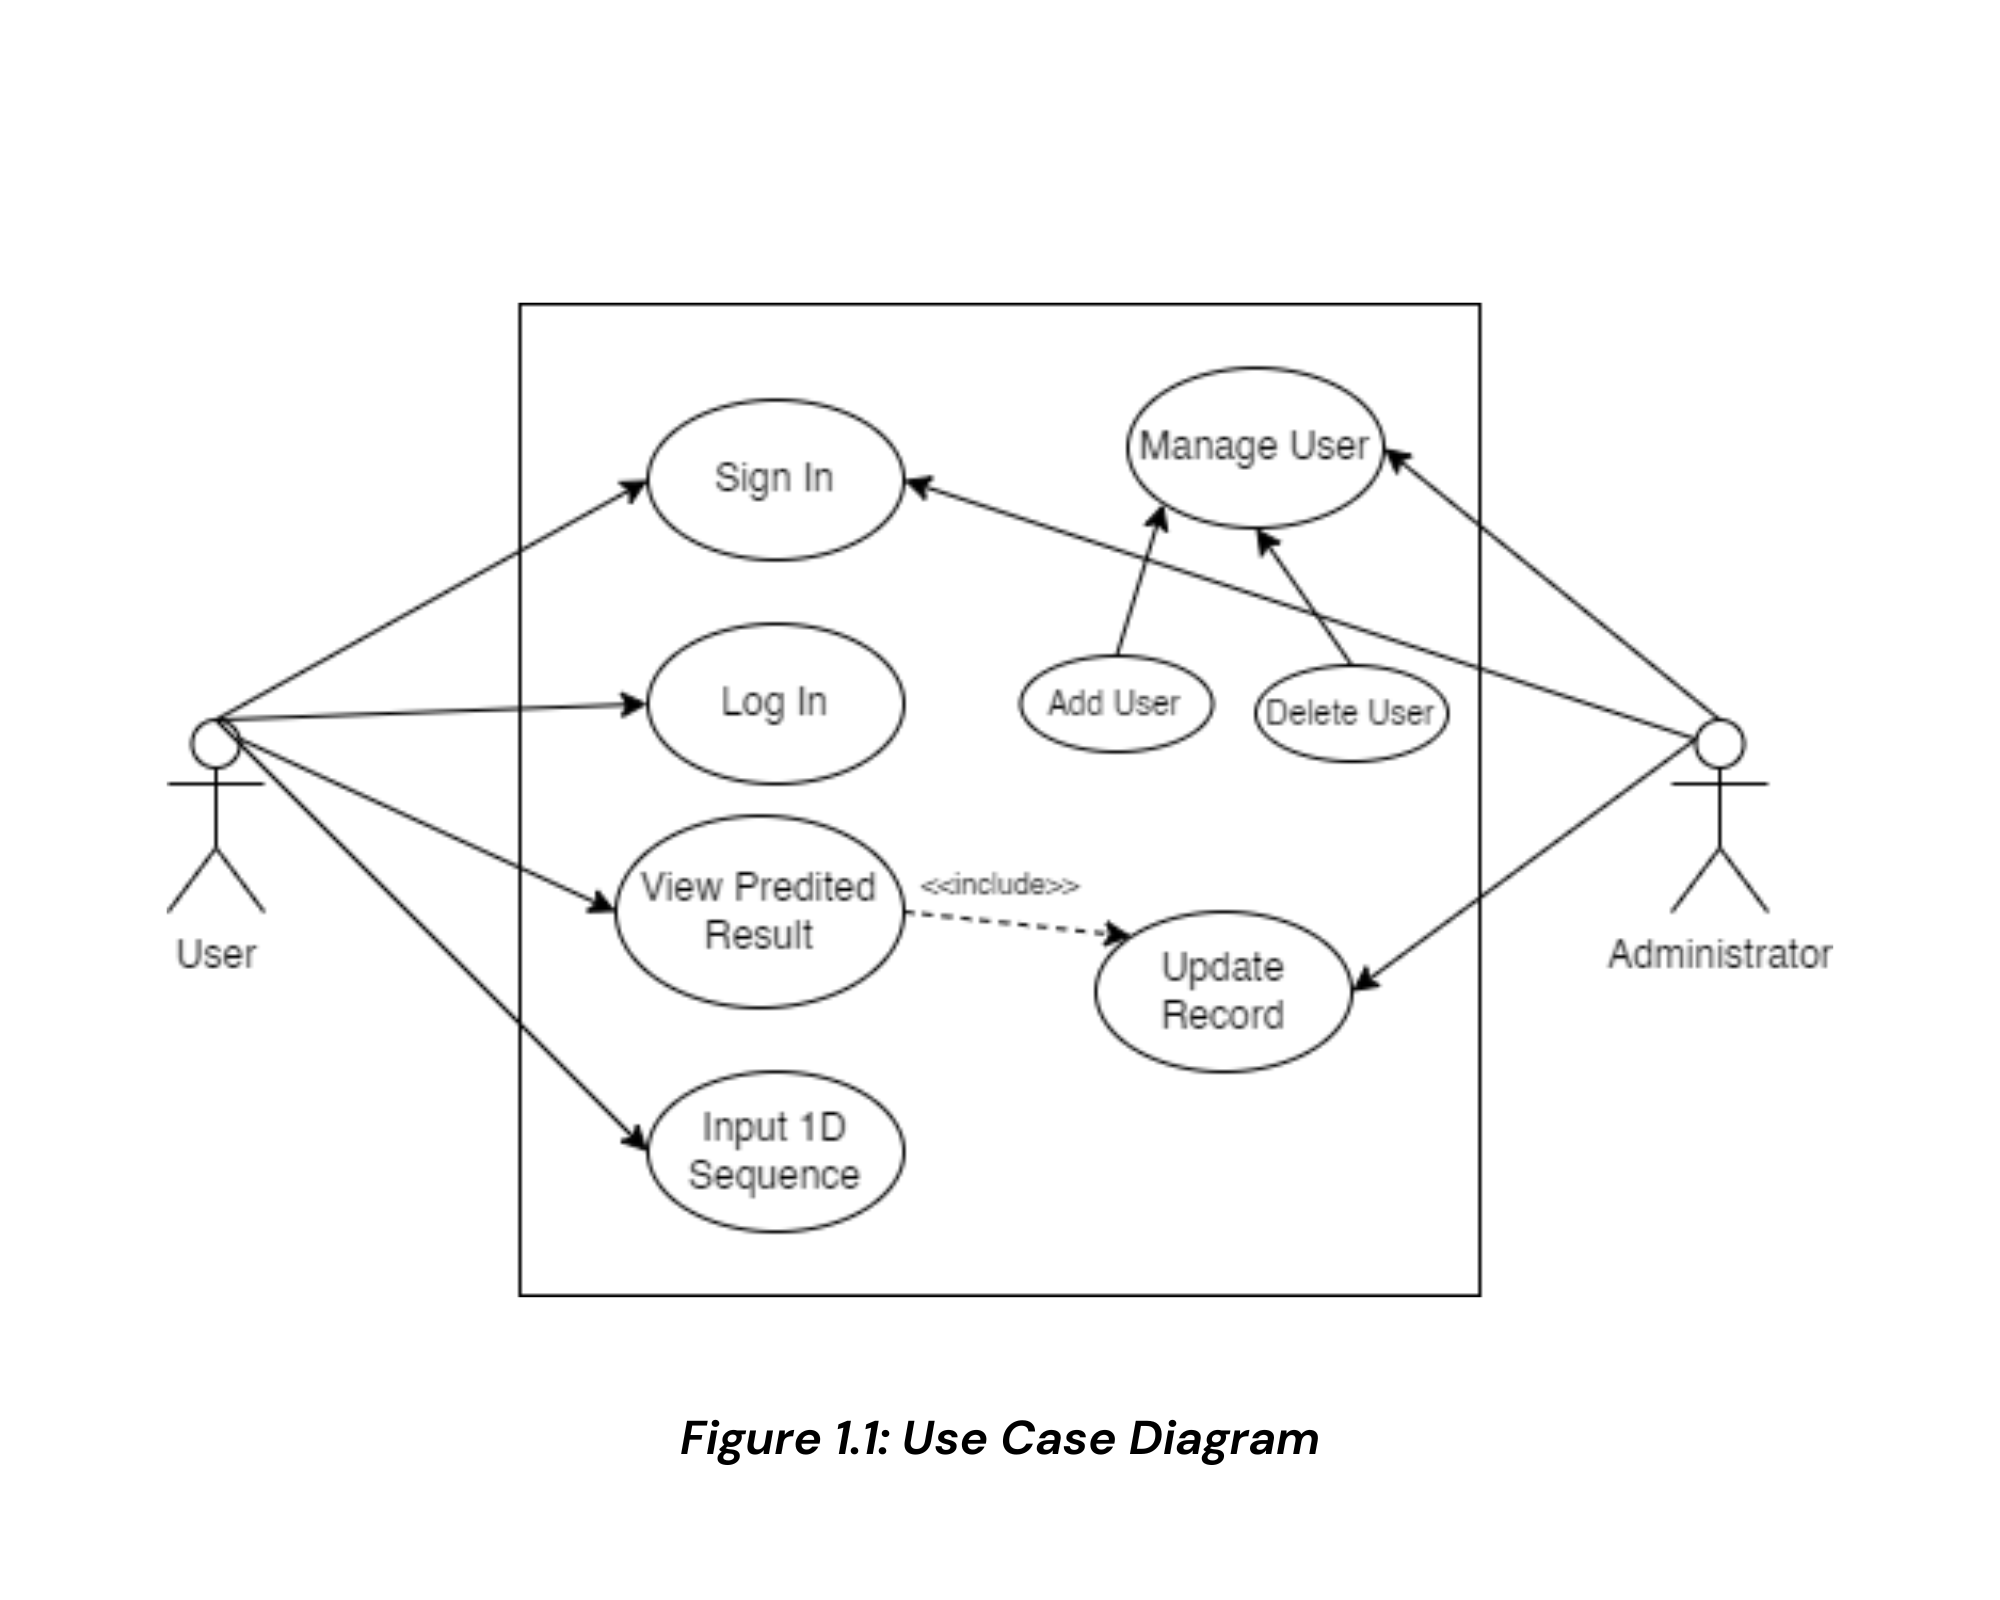 Sign In
Manage User
Log In
Add User
Delete User
View Predited
Result
<<include>>
Update
Record
User
Administrator
Input 1D
Sequence
Figure 1.1: Use Case Diagram